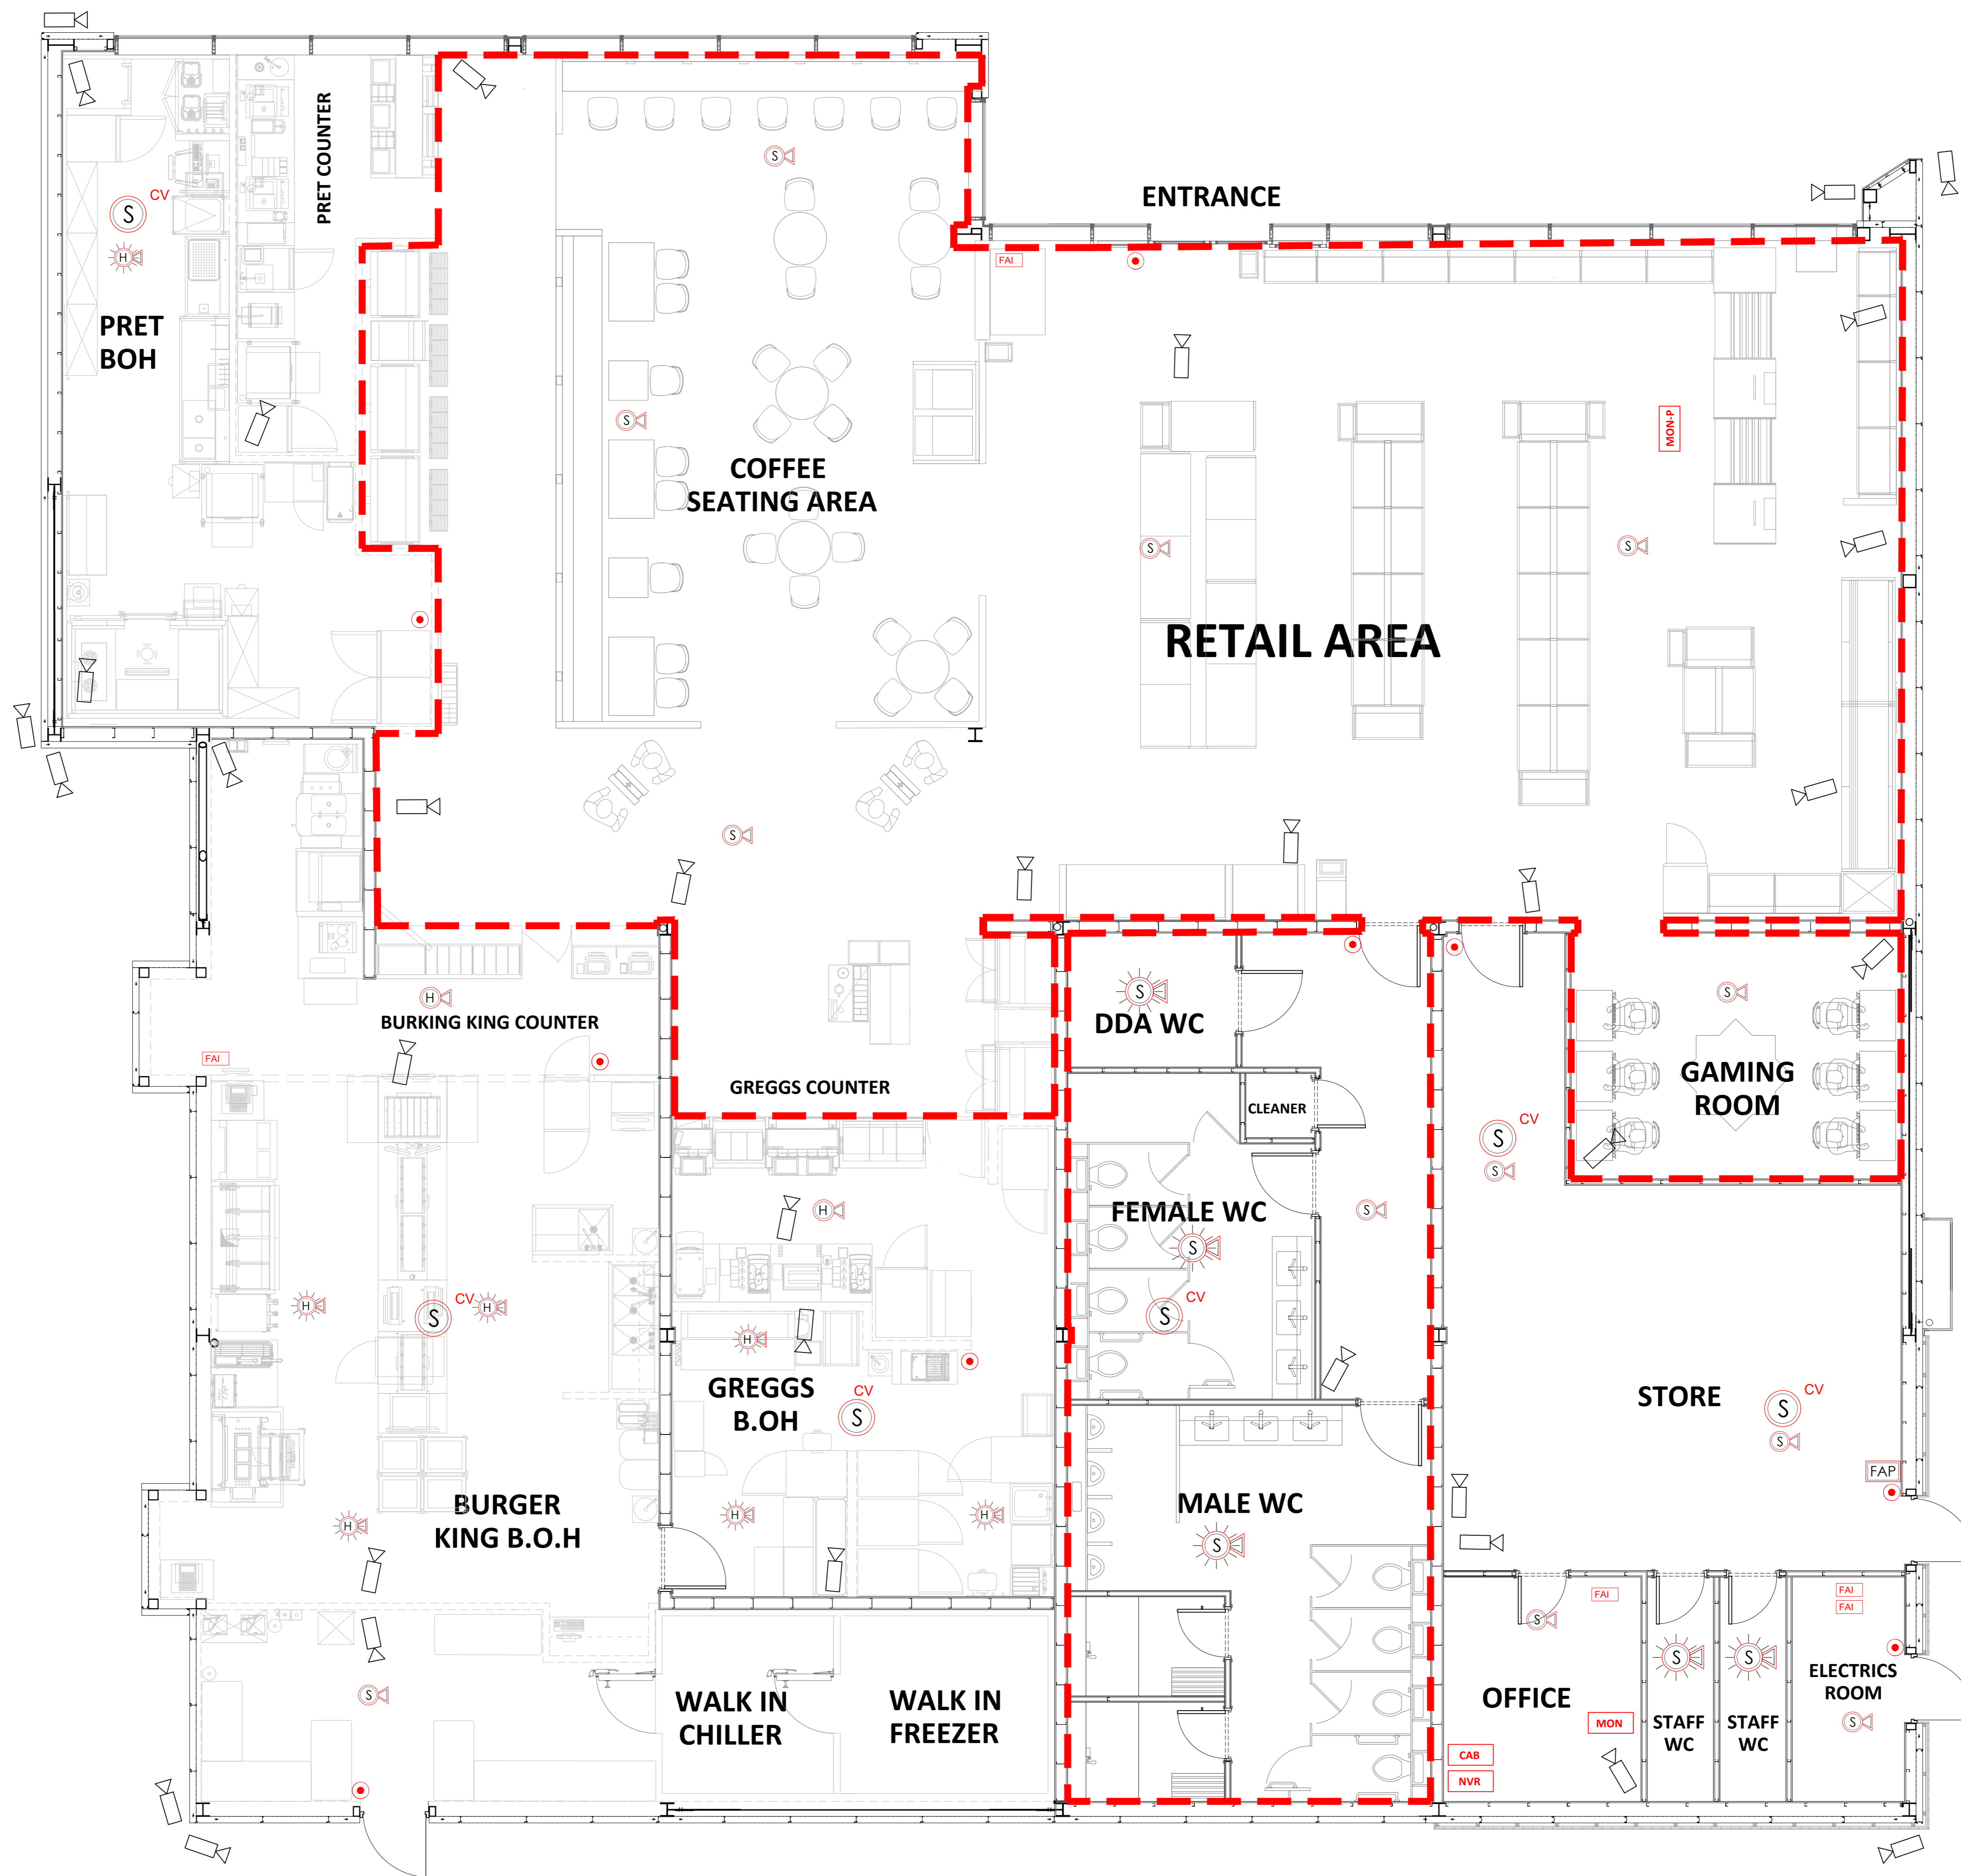 PRET COUNTER
S
ENTRANCE
CV
S
H
FAI
PRET
BOH
S
MON-P
COFFEE
SEATING AREA
S
S
RETAIL AREA
S
S
DDA WC
S
H
BURKING KING COUNTER
FAI
GREGGS COUNTER
GAMING
ROOM
CLEANER
CV
S
S
H
FEMALE WC
S
S
CV
S
H
CV
S
H
H
STORE
CV
S
S
GREGGS
B.OH
CV
S
FAP
BURGER
KING B.O.H
H
H
H
MALE WC
S
FAI
FAI
FAI
S
S
S
OFFICE
STAFF
WC
STAFF
WC
ELECTRICS
ROOM
S
S
WALK IN
CHILLER
WALK IN
FREEZER
MON
CAB
NVR